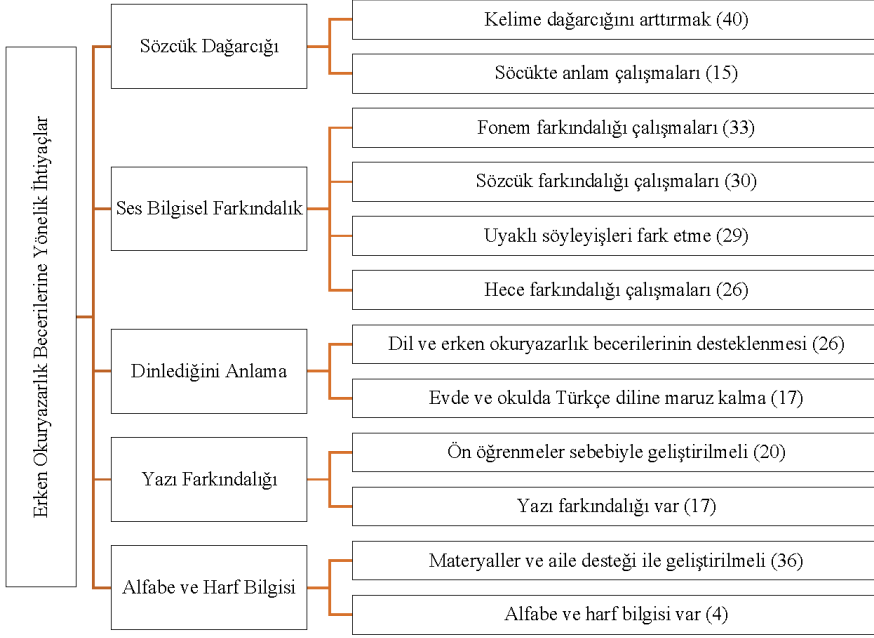 Erken Okuryazarlık Becerilerine Yönelik İhtiyaçlar
Sözcük Dağarcığı
Kelime dağarcığını arttırmak (40)
Söcükte anlam çalışmaları (15)
Ses Bilgisel Farkındalık
Fonem farkındalığı çalışmaları (33)
Sözcük farkındalığı çalışmaları (30)
Uyaklı söyleyişleri fark etme (29)
Hece farkındalığı çalışmaları (26)
Dinlediğini Anlama
Dil ve erken okuryazarlık becerilerinin desteklenmesi (26)
Evde ve okulda Türkçe diline maruz kalma (17)
Yazı Farkındalığı
Ön öğrenmeler sebebiyle geliştirilmeli (20)
Yazı farkındalığı var (17)
Alfabe ve Harf Bilgisi
Materyaller ve aile desteği ile geliştirilmeli (36)
Alfabe ve harf bilgisi var (4)